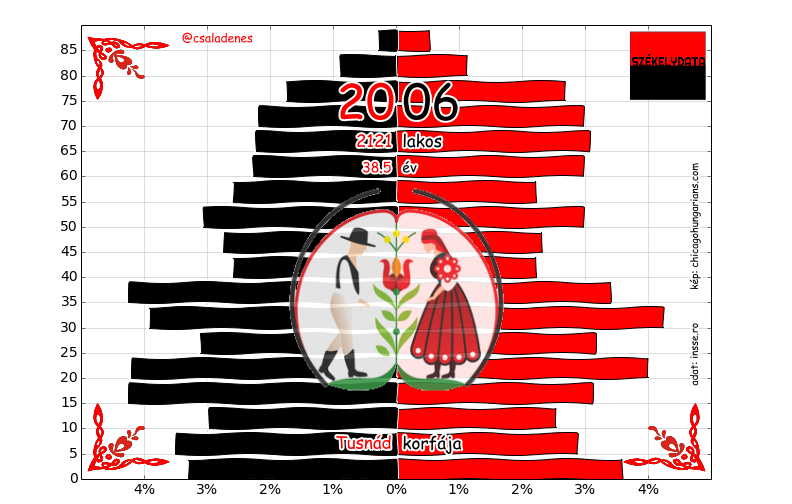 @csaladenes
SZÉKELYDATA
2006
2121 lakos
38.5 év
kép: chicagohungarians.com
adat: insse.ro
Tusnád korfája
85
80
75
70
65
60
55
50
45
40
35
30
25
20
15
10
5
0
4% 3% 2% 1% 0% 1% 2% 3% 4%